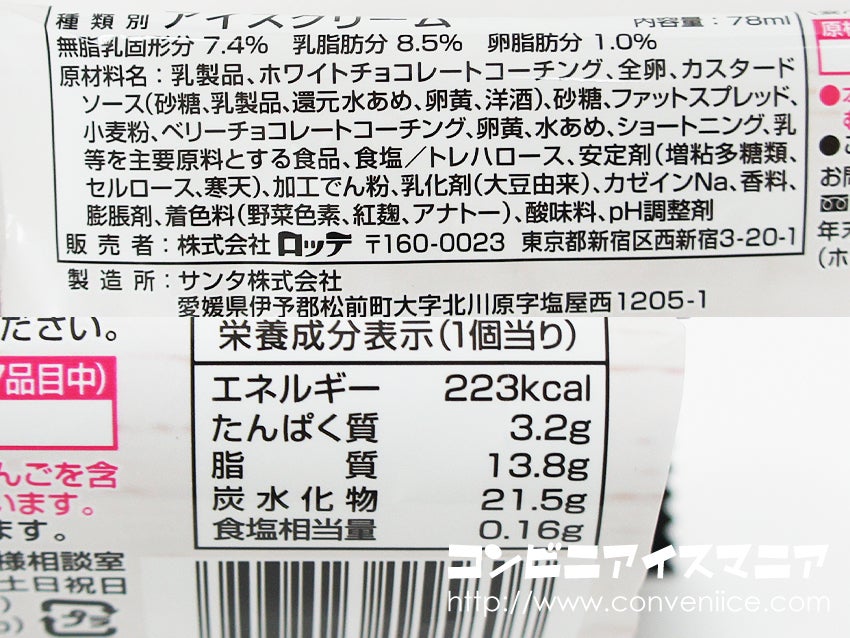 種類別 アイスクリーム 内容量:78ml
無脂乳固形分 7.4% 乳脂肪分 8.5% 卵脂肪分 1.0%
原材料名:乳製品、ホワイトチョコレートコーチング、全卵、カスタード
ソース(砂糖、乳製品、還元水あめ、卵黄、洋酒)、砂糖、ファットスプレッド、
小麦粉、ベリーチョコレートコーチング、卵黄、水あめ、ショートニング、乳
等を主要原料とする食品、食塩/トレハロース、安定剤(増粘多糖類、
セルロース、寒天)、加工でん粉、乳化剤(大豆由来)、カゼインNa、香料、
膨脹剤、着色料(野菜色素、紅麹、アナトー)、酸味料、pH調整剤
販売者:株式会社ロッテ 〒160-0023 東京都新宿区西新宿3-20-1
製造所:サンタ株式会社
愛媛県伊予郡松前町大字北川原字塩屋西1205-1
お問
年末
(ホ
ださい。
7品目中)
んごを含
います。
ます。
様相談室
土日祝日
栄養成分表示(1個当り)
エネルギー 223kcal
たんぱく質 3.2g
脂質 13.8g
炭水化物 21.5g
食塩相当量 0.16g
コンビニアイスマニア
http://www.conveniice.com/